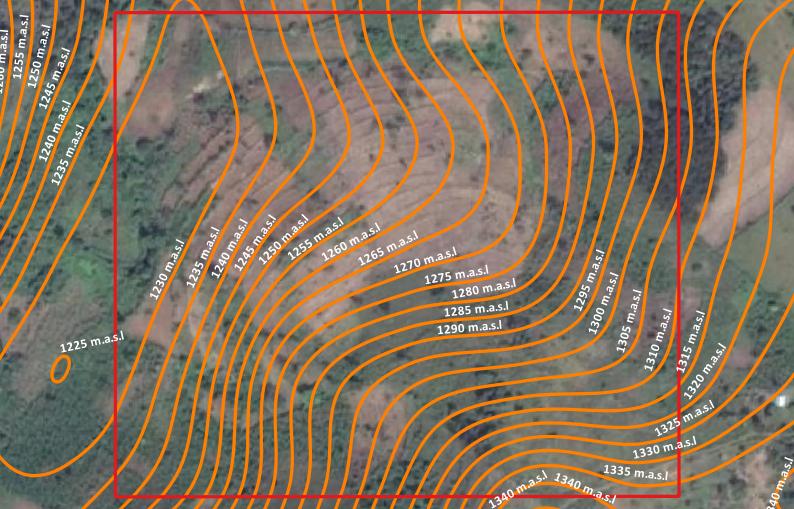 1255 m.a.s.l
1250 m.a.s.l
1245 m.a.s.l
1240 m.a.s.l
1235 m.a.s.l
1230 m.a.s.l
1235 m.a.s.l
1240 m.a.s.l
1245 m.a.s.l
1250 m.a.s.l
1255 m.a.s.l
1260 m.a.s.l
1265 m.a.s.l
1270 m.a.s.l
1275 m.a.s.l
1280 m.a.s.l
1285 m.a.s.l
1290 m.a.s.l
1295 m.a.s.l
1300 m.a.s.l
1305 m.a.s.l
1310 m.a.s.l
1315 m.a.s.l
1320 m.a.s.l
1325 m.a.s.l
1330 m.a.s.l
1335 m.a.s.l
1340 m.a.s.l
1340 m.a.s.l
1225 m.a.s.l